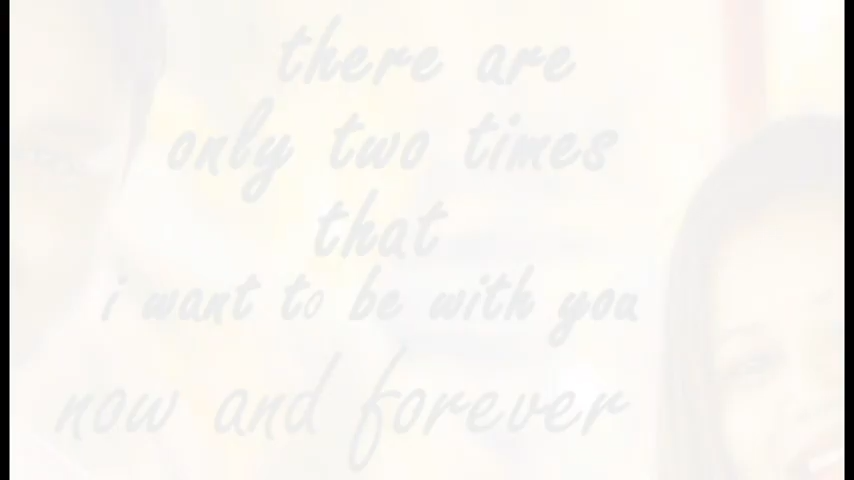 there are
only two times
that
i want to be with you
now and forever